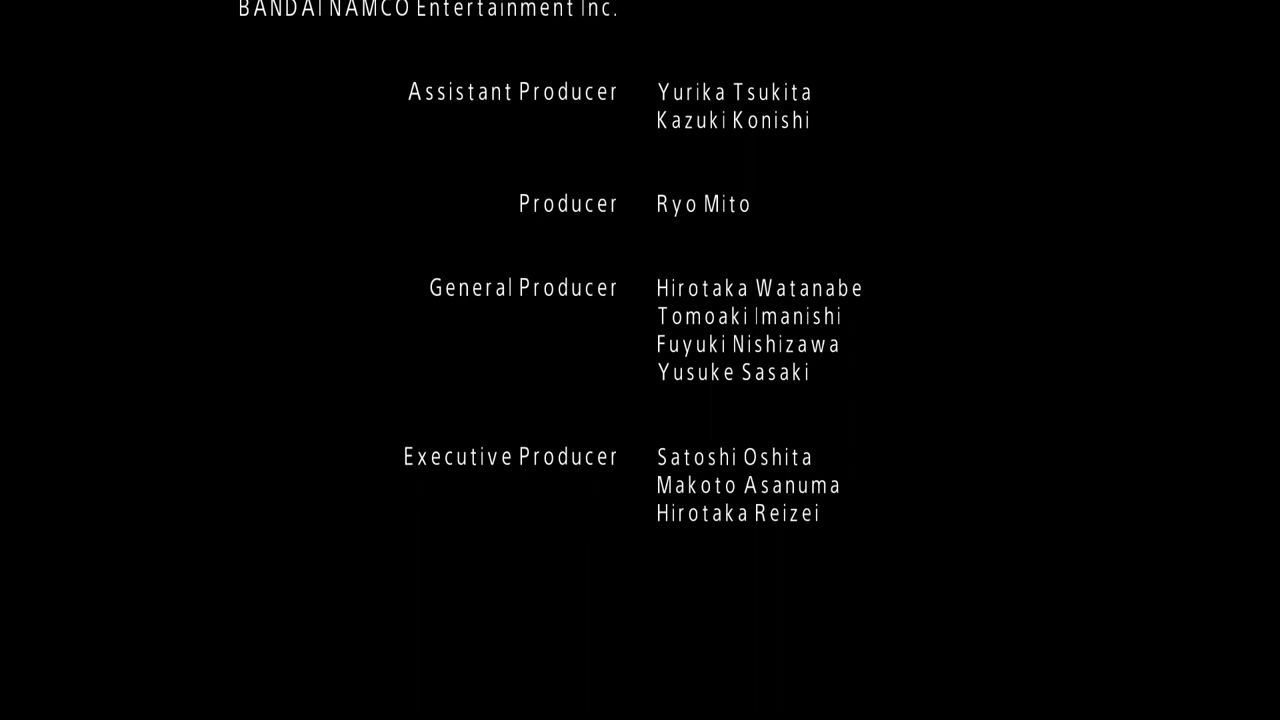 BANDAI NAMCO Entertainment Inc.
Assistant Producer Yurika Tsukita
Kazuki Konishi
Producer Ryo Mito
General Producer Hirotaka Watanabe
Tomoaki Imanishi
Fuyuki Nishizawa
Yusuke Sasaki
Executive Producer Satoshi Oshita
Makoto Asanuma
Hirotaka Reizei